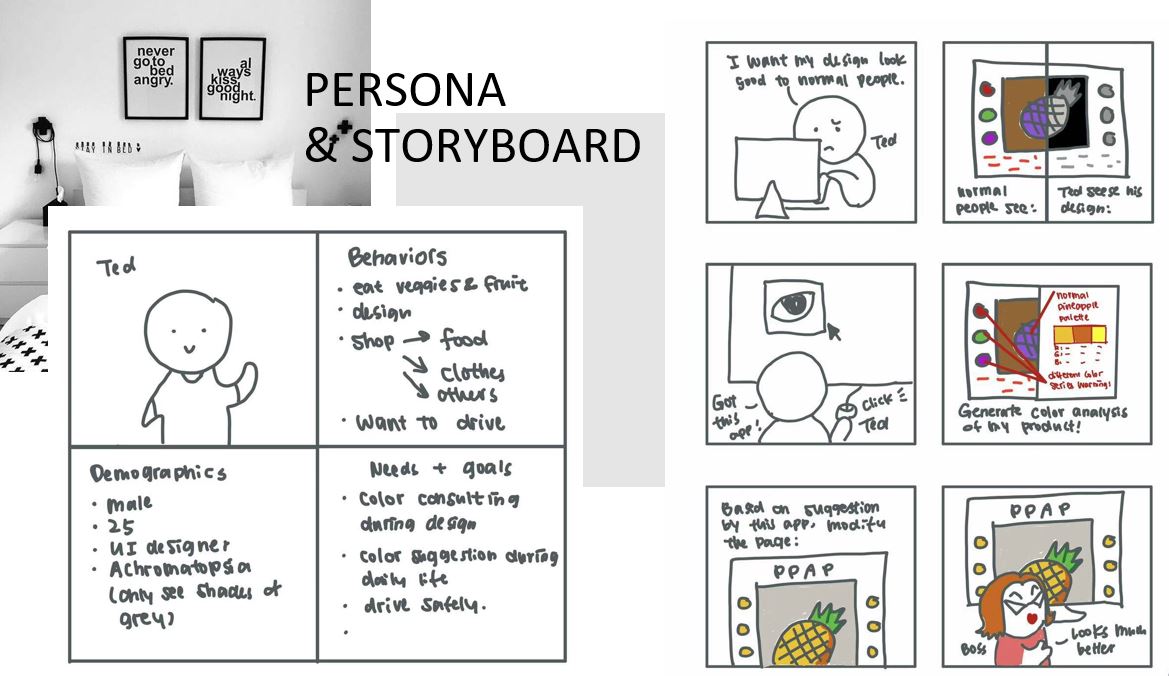 never
go to
bed
angry.
al
ways
kiss
good
night.
PERSONA
& STORYBOARD
Ted
Behaviors
• eat veggies & fruit
• design
• shop → food
clothes
others
• want to drive
Demographics
• male
• 25
• UI designer
• Achromatopsia
(only see shades of
grey)
Needs + goals
• Color consulting
during design
• color suggestion during
daily life
• drive safely.
•
I want my design look
good to normal people.
Ted
normal
people see:
Ted seese his
design:
Got
this
app!
Click
Ted
normal
pineapple
palette
R:
G:
B:
different color
series warnings
Generate color analysis
of my product!
Based on suggestion
by this app, modify
the page:
PPAP
PPAP
Boss
Looks much
better